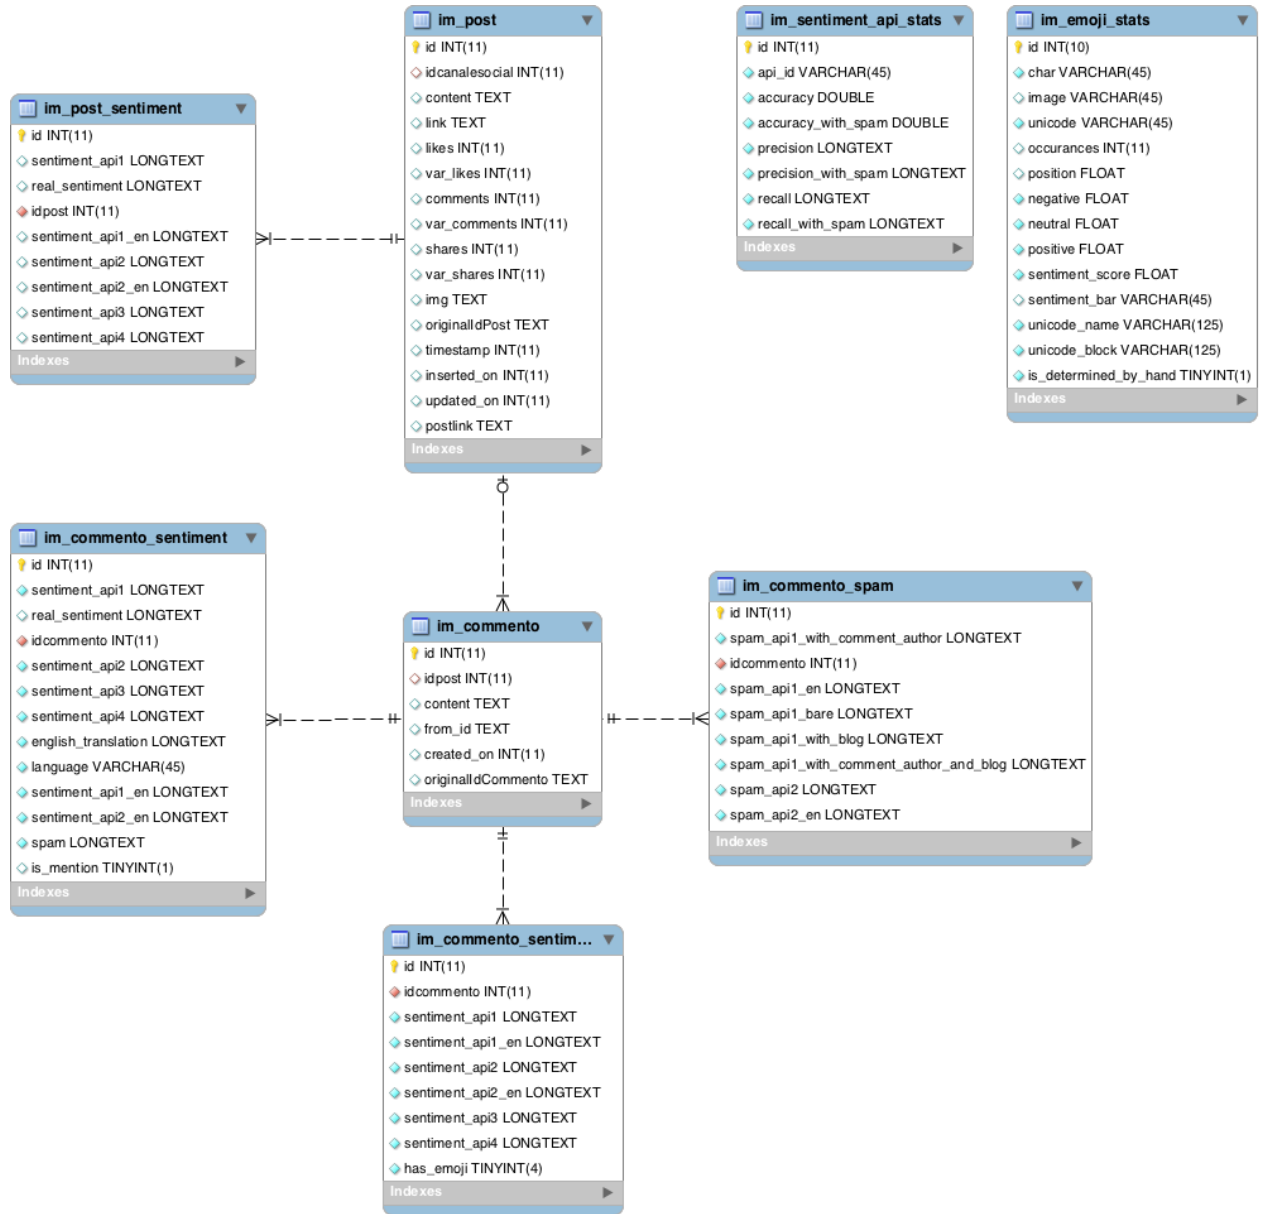 im_post
id INT(11)
idcanalesocial INT(11)
content TEXT
link TEXT
likes INT(11)
var_likes INT(11)
comments INT(11)
var_comments INT(11)
shares INT(11)
var_shares INT(11)
img TEXT
originalIdPost TEXT
timestamp INT(11)
inserted_on INT(11)
updated_on INT(11)
postlink TEXT
Indexes
im_sentiment_api_stats
id INT(11)
api_id VARCHAR(45)
accuracy DOUBLE
accuracy_with_spam DOUBLE
precision LONGTEXT
precision_with_spam LONGTEXT
recall LONGTEXT
recall_with_spam LONGTEXT
Indexes
im_emoji_stats
id INT(10)
char VARCHAR(45)
image VARCHAR(45)
unicode VARCHAR(45)
occurances INT(11)
position FLOAT
negative FLOAT
neutral FLOAT
positive FLOAT
sentiment_score FLOAT
sentiment_bar VARCHAR(45)
unicode_name VARCHAR(125)
unicode_block VARCHAR(125)
is_determined_by_hand TINYINT(1)
Indexes
im_post_sentiment
id INT(11)
sentiment_api1 LONGTEXT
real_sentiment LONGTEXT
idpost INT(11)
sentiment_api1_en LONGTEXT
sentiment_api2 LONGTEXT
sentiment_api2_en LONGTEXT
sentiment_api3 LONGTEXT
sentiment_api4 LONGTEXT
Indexes
im_commento_sentiment
id INT(11)
sentiment_api1 LONGTEXT
real_sentiment LONGTEXT
idcommento INT(11)
sentiment_api2 LONGTEXT
sentiment_api3 LONGTEXT
sentiment_api4 LONGTEXT
english_translation LONGTEXT
language VARCHAR(45)
sentiment_api1_en LONGTEXT
sentiment_api2_en LONGTEXT
spam LONGTEXT
is_mention TINYINT(1)
Indexes
im_commento
id INT(11)
idpost INT(11)
content TEXT
from_id TEXT
created_on INT(11)
originalIdCommento TEXT
Indexes
im_commento_spam
id INT(11)
spam_api1_with_comment_author LONGTEXT
idcommento INT(11)
spam_api1_en LONGTEXT
spam_api1_bare LONGTEXT
spam_api1_with_blog LONGTEXT
spam_api1_with_comment_author_and_blog LONGTEXT
spam_api2 LONGTEXT
spam_api2_en LONGTEXT
Indexes
im_commento_sentim...
id INT(11)
idcommento INT(11)
sentiment_api1 LONGTEXT
sentiment_api1_en LONGTEXT
sentiment_api2 LONGTEXT
sentiment_api2_en LONGTEXT
sentiment_api3 LONGTEXT
sentiment_api4 LONGTEXT
has_emoji TINYINT(4)
Indexes